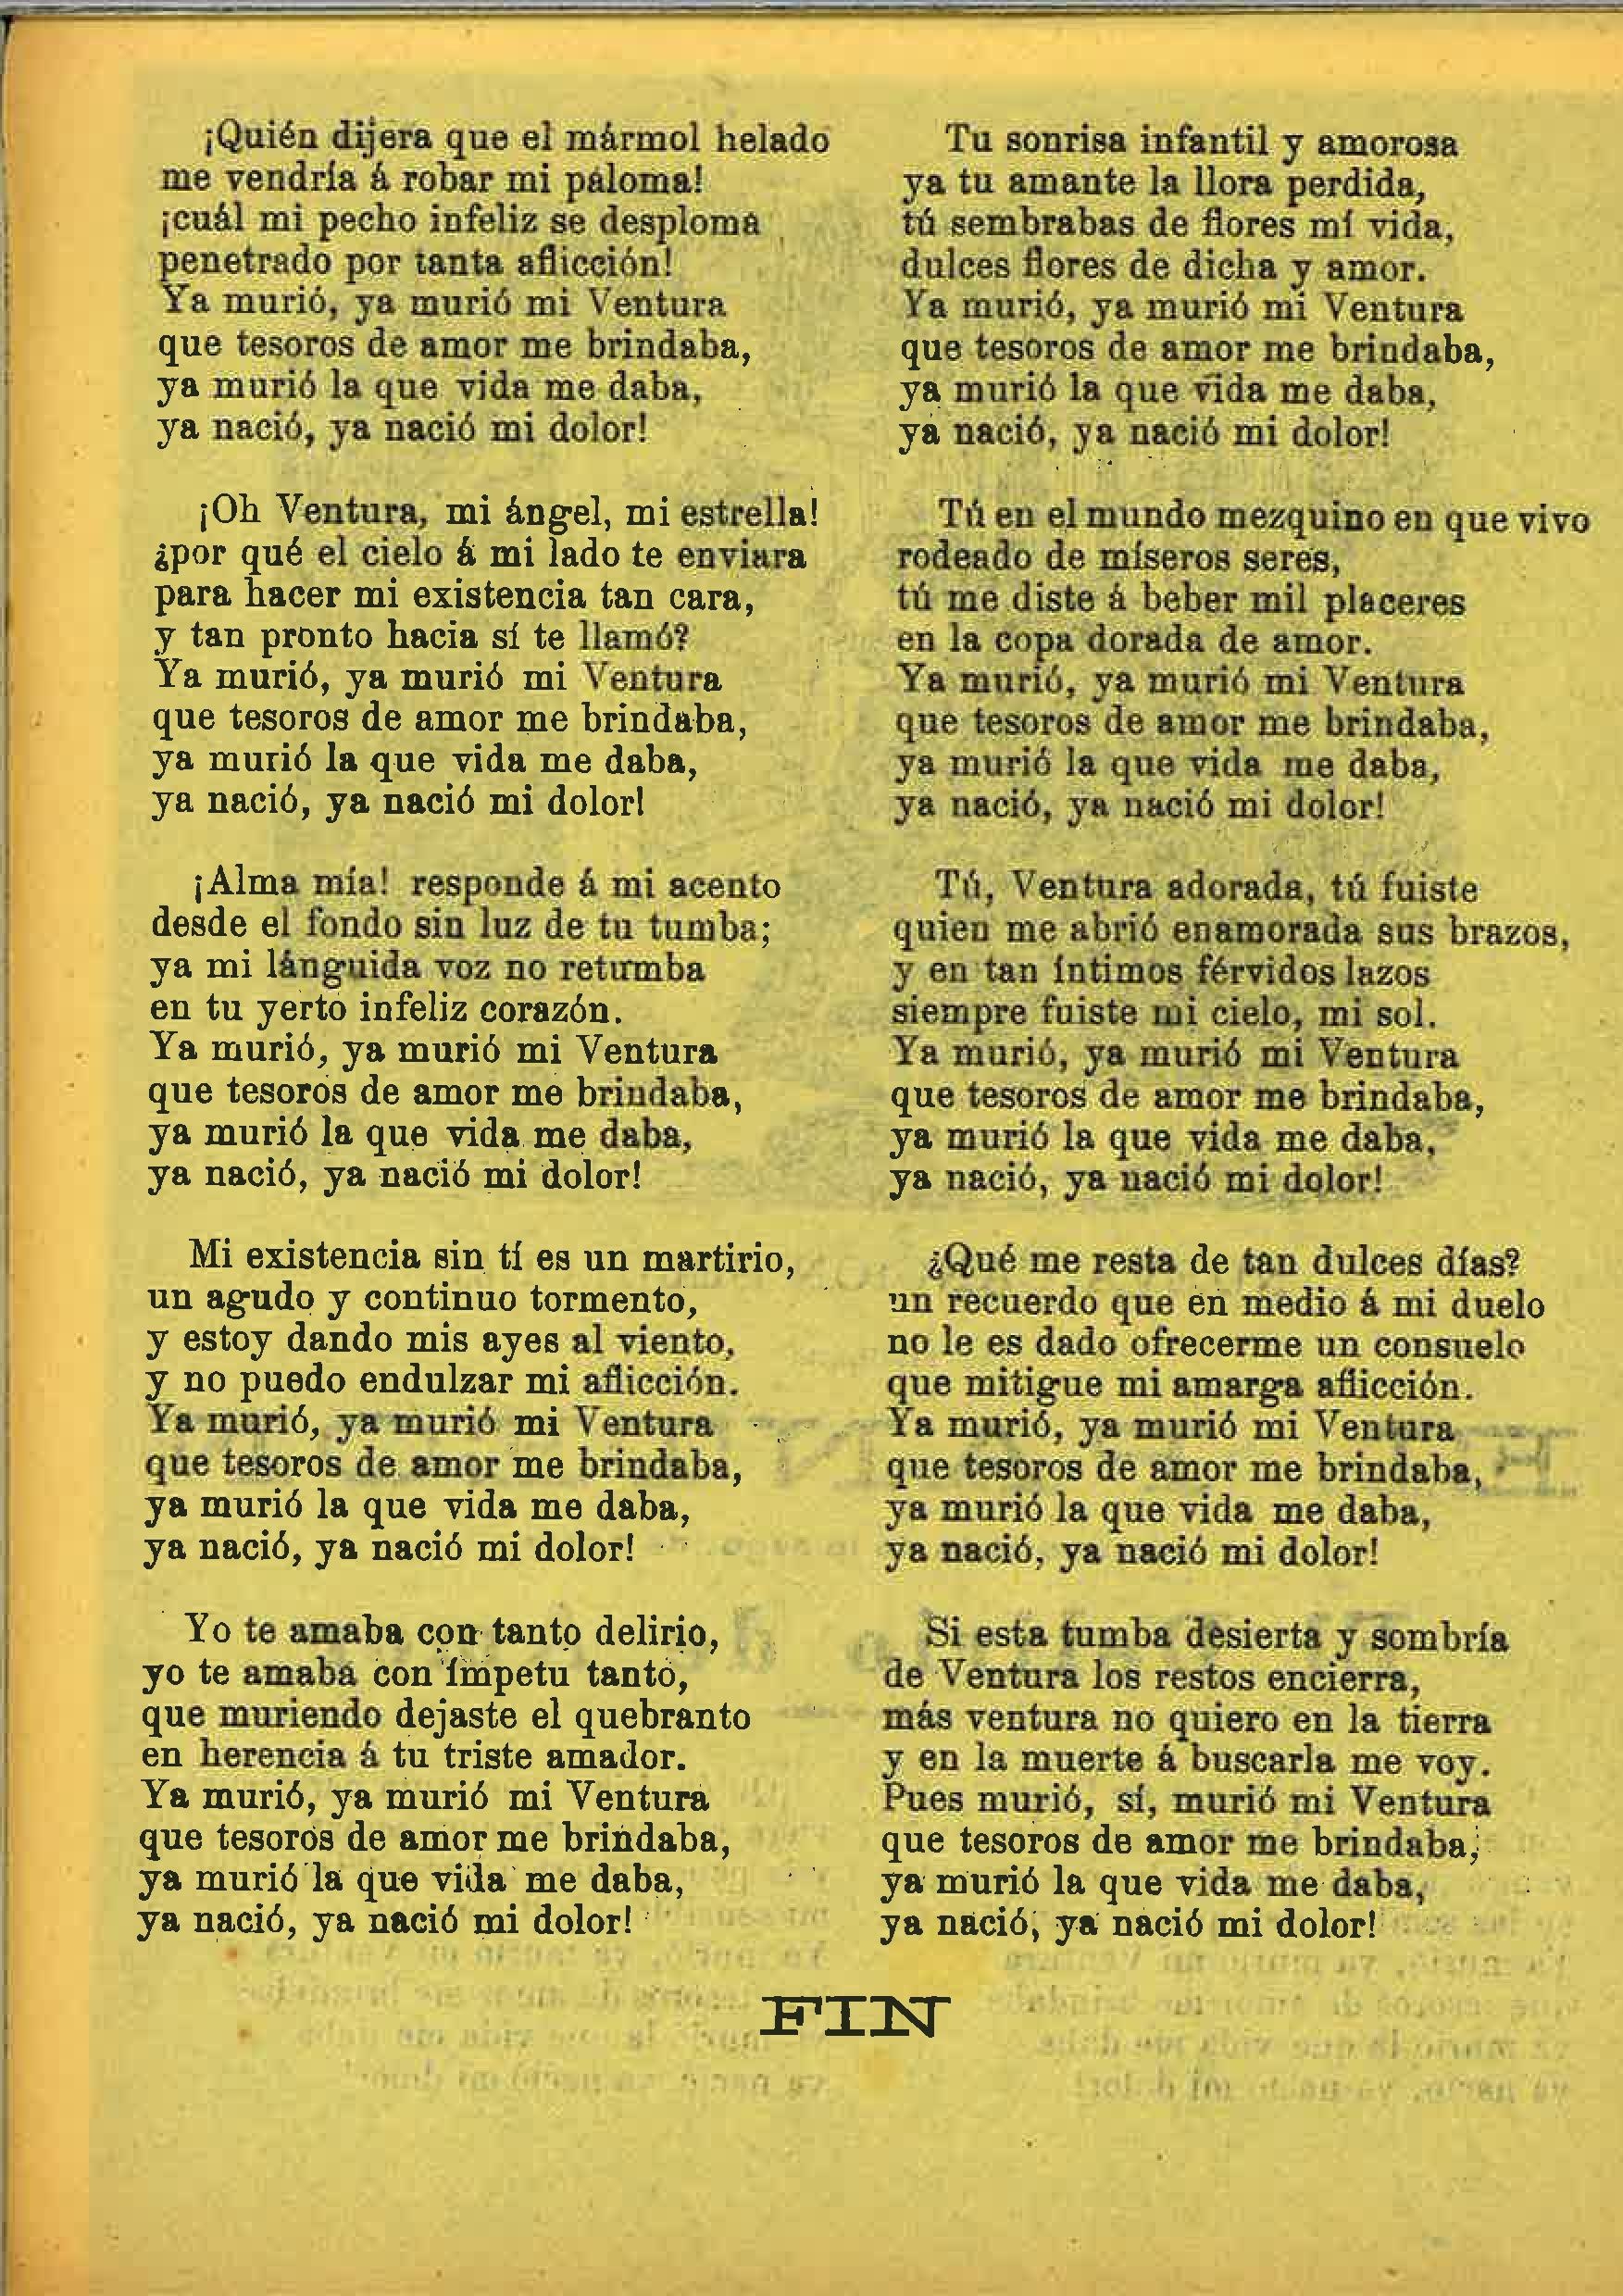 ¡Quién dijera que el mármol helado
me vendría á robar mi paloma!
¡cuál mi pecho infeliz se desploma
penetrado por tanta aflicción!
Ya murió, ya murió mi Ventura
que tesoros de amor me brindaba,
ya murió la que vida me daba,
ya nació, ya nació mi dolor!
¡Oh Ventura, mi ángel, mi estrella!
¿por qué el cielo á mi lado te enviara
para hacer mi existencia tan cara,
y tan pronto hacia sí te llamó?
Ya murió, ya murió mi Ventura
que tesoros de amor me brindaba,
ya murió la que vida me daba,
ya nació, ya nació mi dolor!
¡Alma mía! responde á mi acento
desde el fondo sin luz de tu tumba;
ya mi lánguida voz no retumba
en tu yerto infeliz corazón.
Ya murió, ya murió mi Ventura
que tesoros de amor me brindaba,
ya murió la que vida me daba,
ya nació, ya nació mi dolor!
Mi existencia sin tí es un martirio,
un agudo y continuo tormento,
y estoy dando mis ayes al viento,
y no puedo endulzar mi aflicción.
Ya murió, ya murió mi Ventura
que tesoros de amor me brindaba,
ya murió la que vida me daba,
ya nació, ya nació mi dolor!
Yo te amaba con tanto delirio,
yo te amaba con ímpetu tanto,
que muriendo dejaste el quebranto
en herencia á tu triste amador.
Ya murió, ya murió mi Ventura
que tesoros de amor me brindaba,
ya murió la que vida me daba,
ya nació, ya nació mi dolor!
Tu sonrisa infantil y amorosa
ya tu amante la llora perdida,
tú sembrabas de flores mí vida,
dulces flores de dicha y amor.
Ya murió, ya murió mi Ventura
que tesoros de amor me brindaba,
ya murió la que vida me daba,
ya nació, ya nació mi dolor!
Tú en el mundo mezquino en que vivo
rodeado de míseros seres,
tú me diste á beber mil placeres
en la copa dorada de amor.
Ya murió, ya murió mi Ventura
que tesoros de amor me brindaba,
ya murió la que vida me daba,
ya nació, ya nació mi dolor!
Tú, Ventura adorada, tú fuiste
quien me abrió enamorada sus brazos,
y en tan íntimos férvidos lazos
siempre fuiste mi cielo, mi sol.
Ya murió, ya murió mi Ventura
que tesoros de amor me brindaba,
ya murió la que vida me daba,
ya nació, ya nació mi dolor!
¿Qué me resta de tan dulces días?
un recuerdo que en medio á mi duelo
no le es dado ofrecerme un consuelo
que mitigue mi amarga aflicción.
Ya murió, ya murió mi Ventura
que tesoros de amor me brindaba,
ya murió la que vida me daba,
ya nació, ya nació mi dolor!
Si esta tumba desierta y sombría
de Ventura los restos encierra,
más ventura no quiero en la tierra
y en la muerte á buscarla me voy.
Pues murió, sí, murió mi Ventura
que tesoros de amor me brindaba,
ya murió la que vida me daba,
ya nació, ya nació mi dolor!
FIN